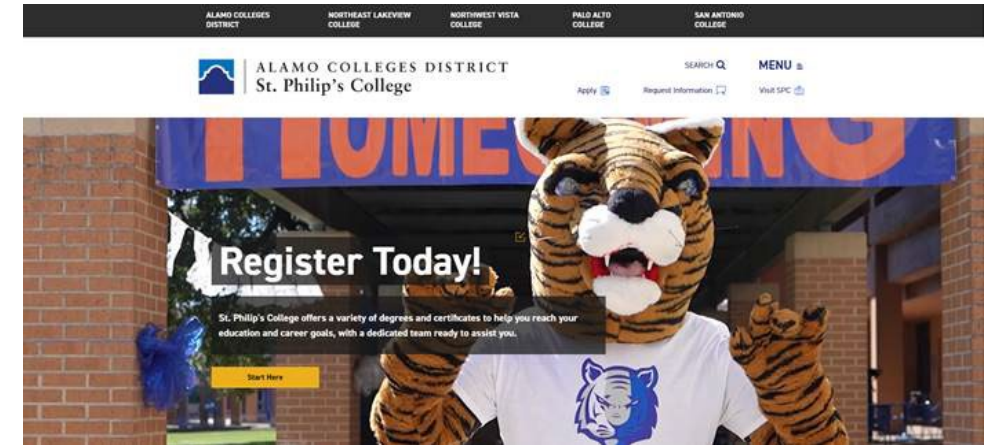 ALAMO COLLEGES DISTRICT
NORTHEAST LAKEVIEW COLLEGE
NORTHWEST VISTA COLLEGE
PALO ALTO COLLEGE
SAN ANTONIO COLLEGE
ALAMO COLLEGES DISTRICT
St. Philip's College
SEARCH
MENU
Apply
Request Information
Visit SPC
HOMECOMING
Register Today!
St. Philip's College offers a variety of degrees and certificates to help you reach your
education and career goals, with a dedicated team ready to assist you.
Start Here